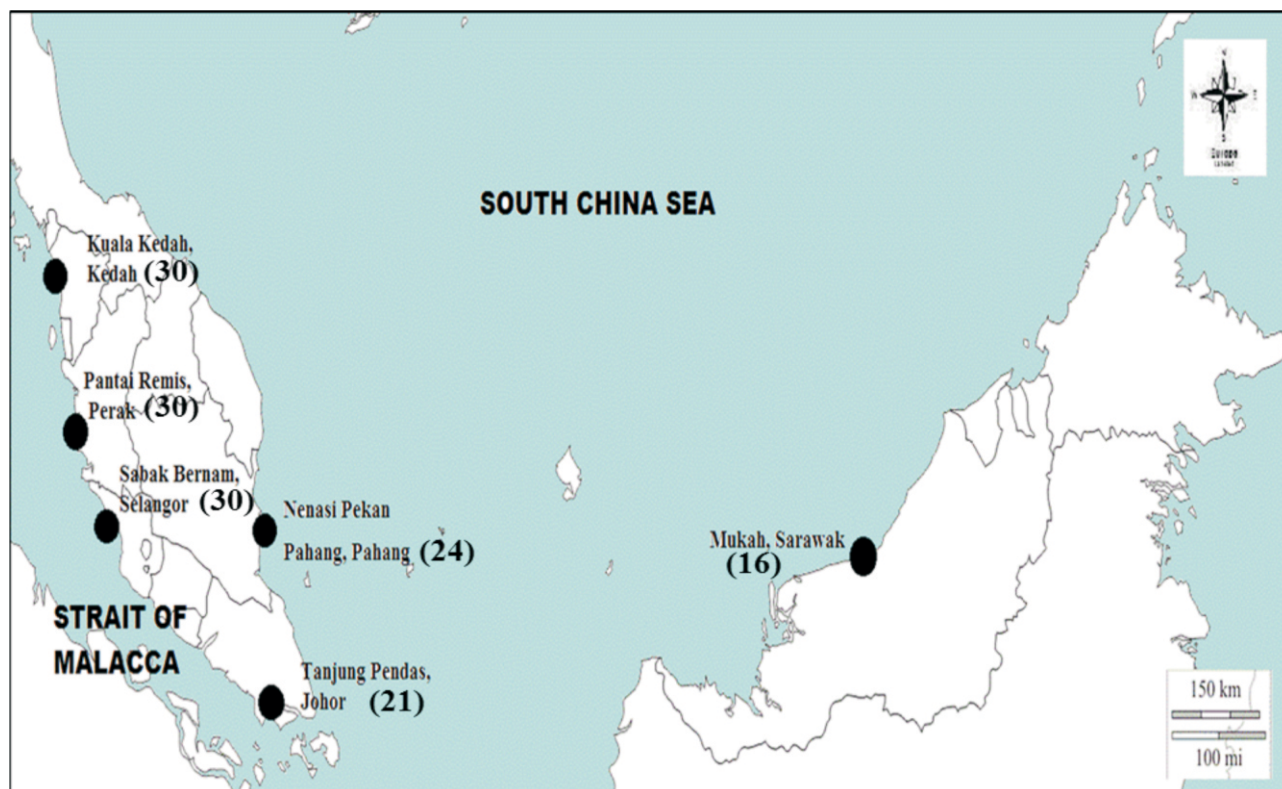 N
W
S
Europe
SOUTH CHINA SEA
Kuala Kedah,
Kedah (30)
Pantai Remis,
Perak (30)
Sabak Bernam,
Selangor (30)
Nenasi Pekan
Pahang, Pahang (24)
Mukah, Sarawak
(16)
STRAIT OF
MALACCA
Tanjung Pendas,
Johor (21)
150 km
100 mi